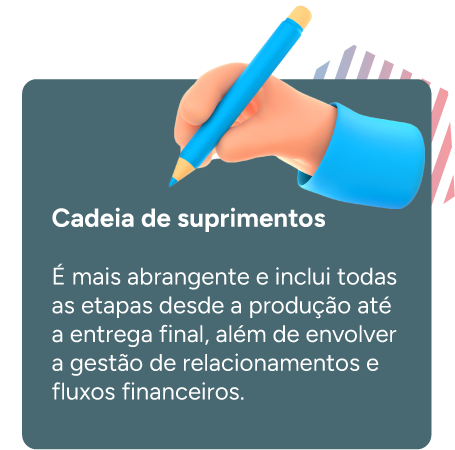 Cadeia de suprimentos
É mais abrangente e inclui todas
as etapas desde a produção até
a entrega final, além de envolver
a gestão de relacionamentos e
fluxos financeiros.